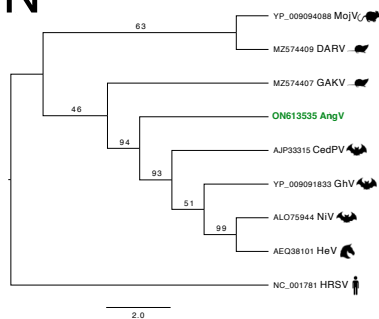 N
63
YP_009094088 MojV
MZ574409 DARV
MZ574407 GAKV
46
ON613535 AngV
94
AJP33315 CedPV
93
YP_009091833 GhV
51
ALO75944 NiV
99
AEQ38101 HeV
NC_001781 HRSV
2.0